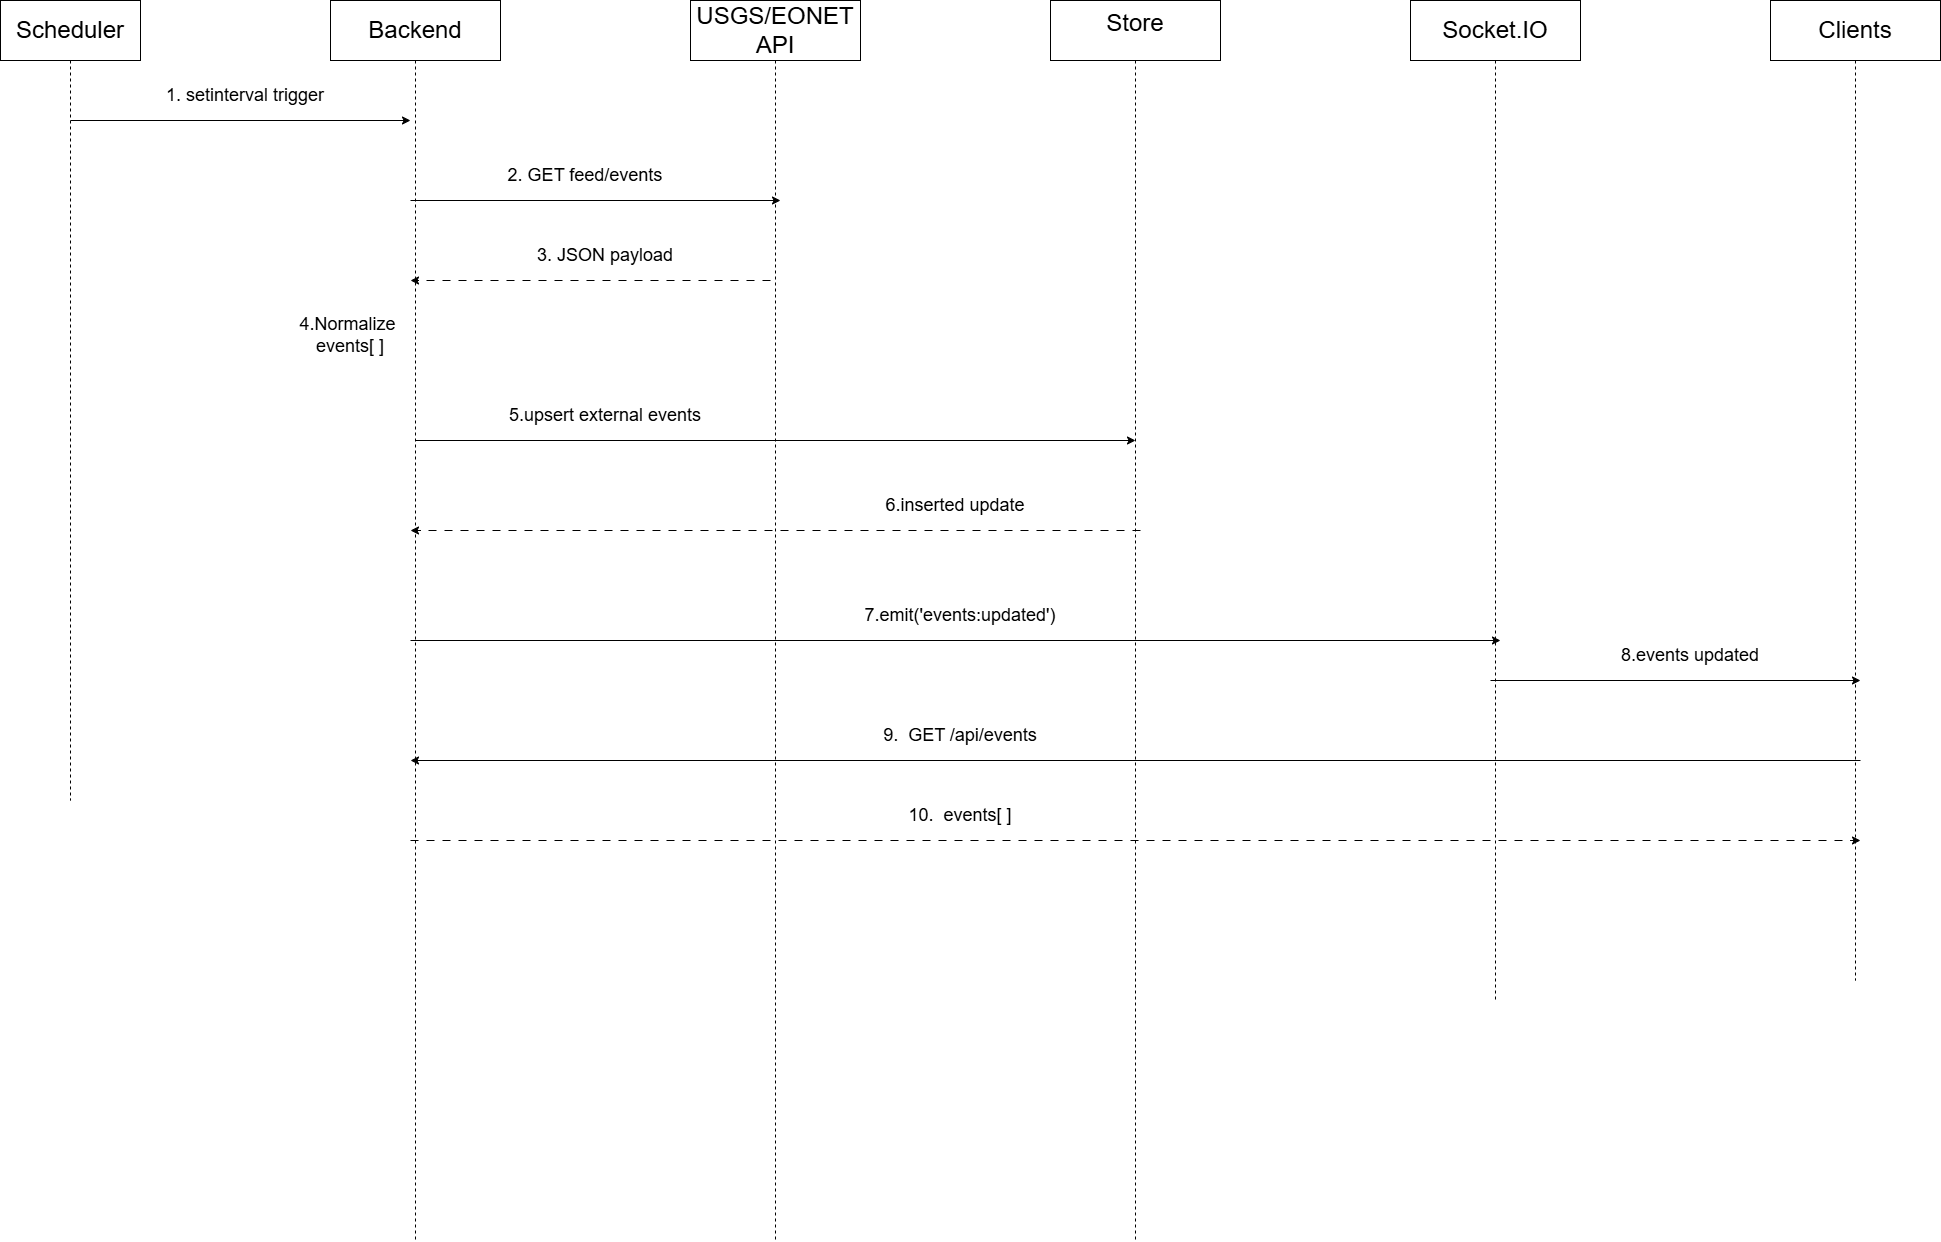 Scheduler
Backend
USGS/EONET
API
Store
Socket.IO
Clients
1. setinterval trigger
2. GET feed/events
3. JSON payload
4.Normalize
events[ ]
5.upsert external events
6.inserted update
7.emit('events:updated')
8.events updated
9.  GET /api/events
10.  events[ ]